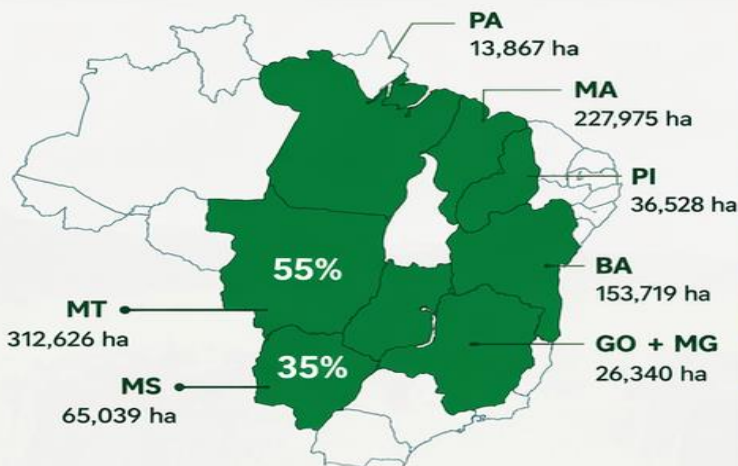 PA
13,867 ha
MA
227,975 ha
PI
36,528 ha
55%
BA
153,719 ha
MT
312,626 ha
GO + MG
26,340 ha
35%
MS
65,039 ha